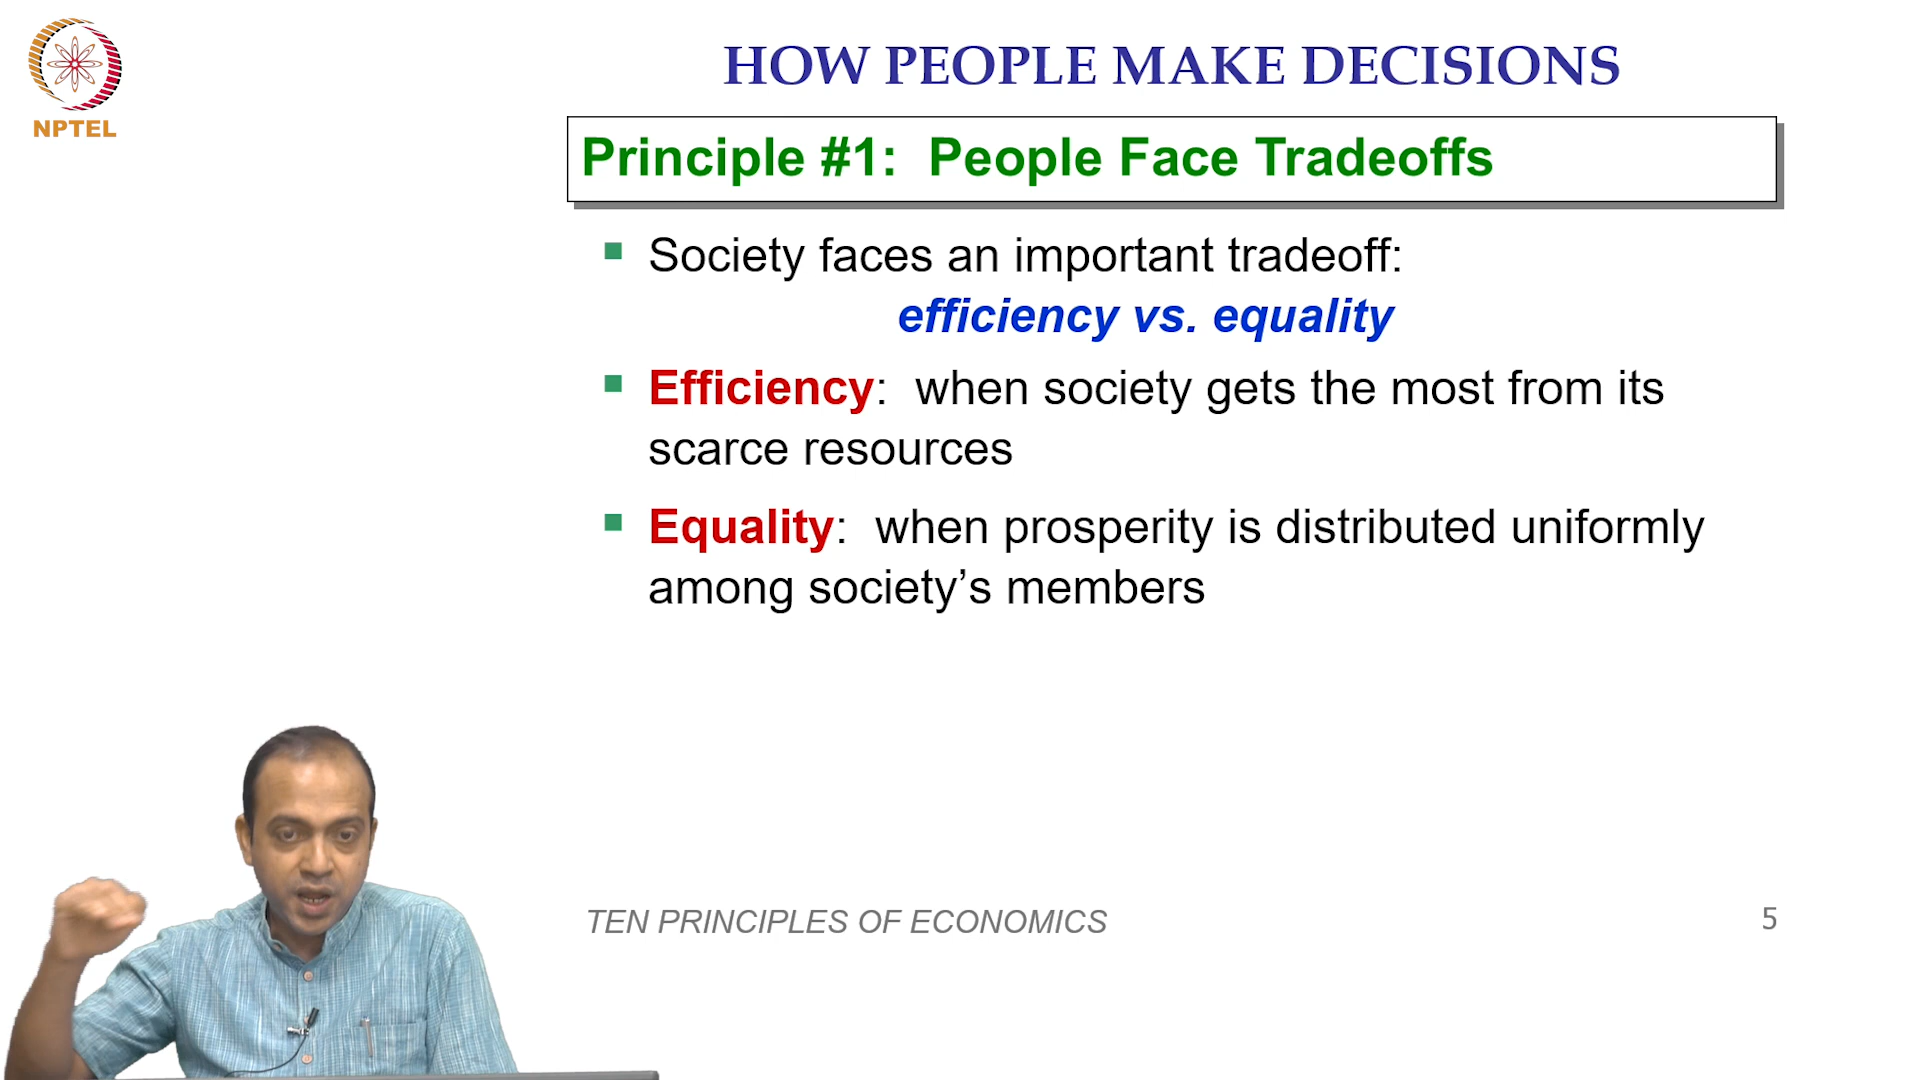 NPTEL
HOW PEOPLE MAKE DECISIONS
Principle #1: People Face Tradeoffs
Society faces an important tradeoff:
efficiency vs. equality
Efficiency: when society gets the most from its
scarce resources
Equality: when prosperity is distributed uniformly
among society’s members
TEN PRINCIPLES OF ECONOMICS
5